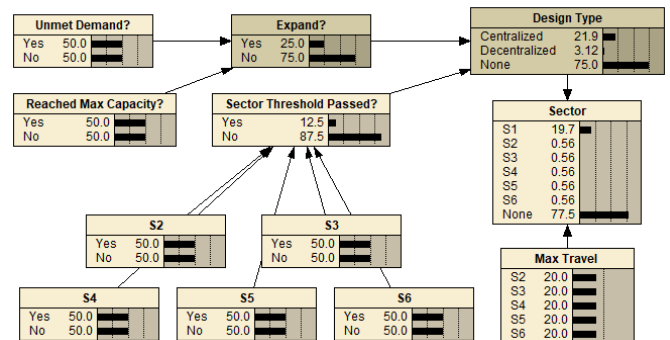 Unmet Demand?
Yes 50.0
No 50.0
Expand?
Yes 25.0
No 75.0
Design Type
Centralized 21.9
Decentralized 3.12
None 75.0
Reached Max Capacity?
Yes 50.0
No 50.0
Sector Threshold Passed?
Yes 12.5
No 87.5
Sector
S1 19.7
S2 0.56
S3 0.56
S4 0.56
S5 0.56
S6 0.56
None 77.5
S2
Yes 50.0
No 50.0
S3
Yes 50.0
No 50.0
Max Travel
S2 20.0
S3 20.0
S4 20.0
S5 20.0
S6 20.0
S4
Yes 50.0
No 50.0
S5
Yes 50.0
No 50.0
S6
Yes 50.0
No 50.0